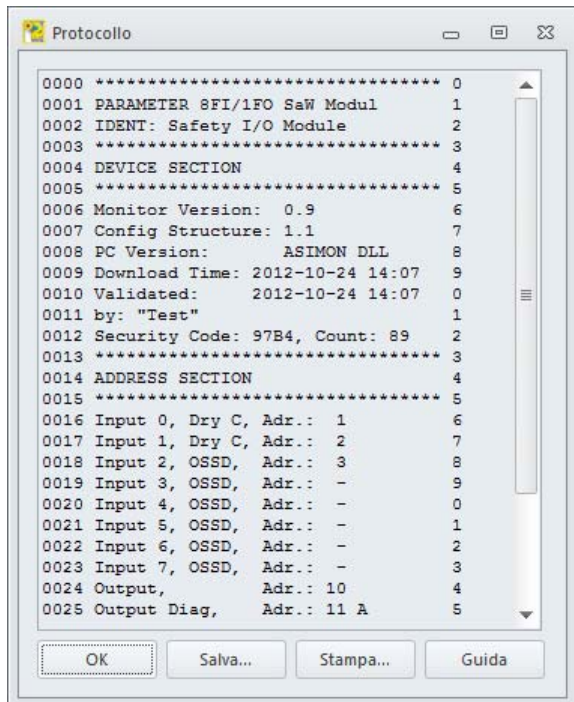 Protocollo
0000 ********************************* 0
0001 PARAMETER 8FI/1FO SaW Modul 1
0002 IDENT: Safety I/O Module 2
0003 ********************************* 3
0004 DEVICE SECTION 4
0005 ********************************* 5
0006 Monitor Version: 0.9 6
0007 Config Structure: 1.1 7
0008 PC Version: ASIMON DLL 8
0009 Download Time: 2012-10-24 14:07 9
0010 Validated: 2012-10-24 14:07 0
0011 by: "Test" 1
0012 Security Code: 97B4, Count: 89 2
0013 ********************************* 3
0014 ADDRESS SECTION 4
0015 ********************************* 5
0016 Input 0, Dry C, Adr.: 1 6
0017 Input 1, Dry C, Adr.: 2 7
0018 Input 2, OSSD, Adr.: 3 8
0019 Input 3, OSSD, Adr.: - 9
0020 Input 4, OSSD, Adr.: - 0
0021 Input 5, OSSD, Adr.: - 1
0022 Input 6, OSSD, Adr.: - 2
0023 Input 7, OSSD, Adr.: - 3
0024 Output, Adr.: 10 4
0025 Output Diag, Adr.: 11 A 5
OK Salva... Stampa... Guida